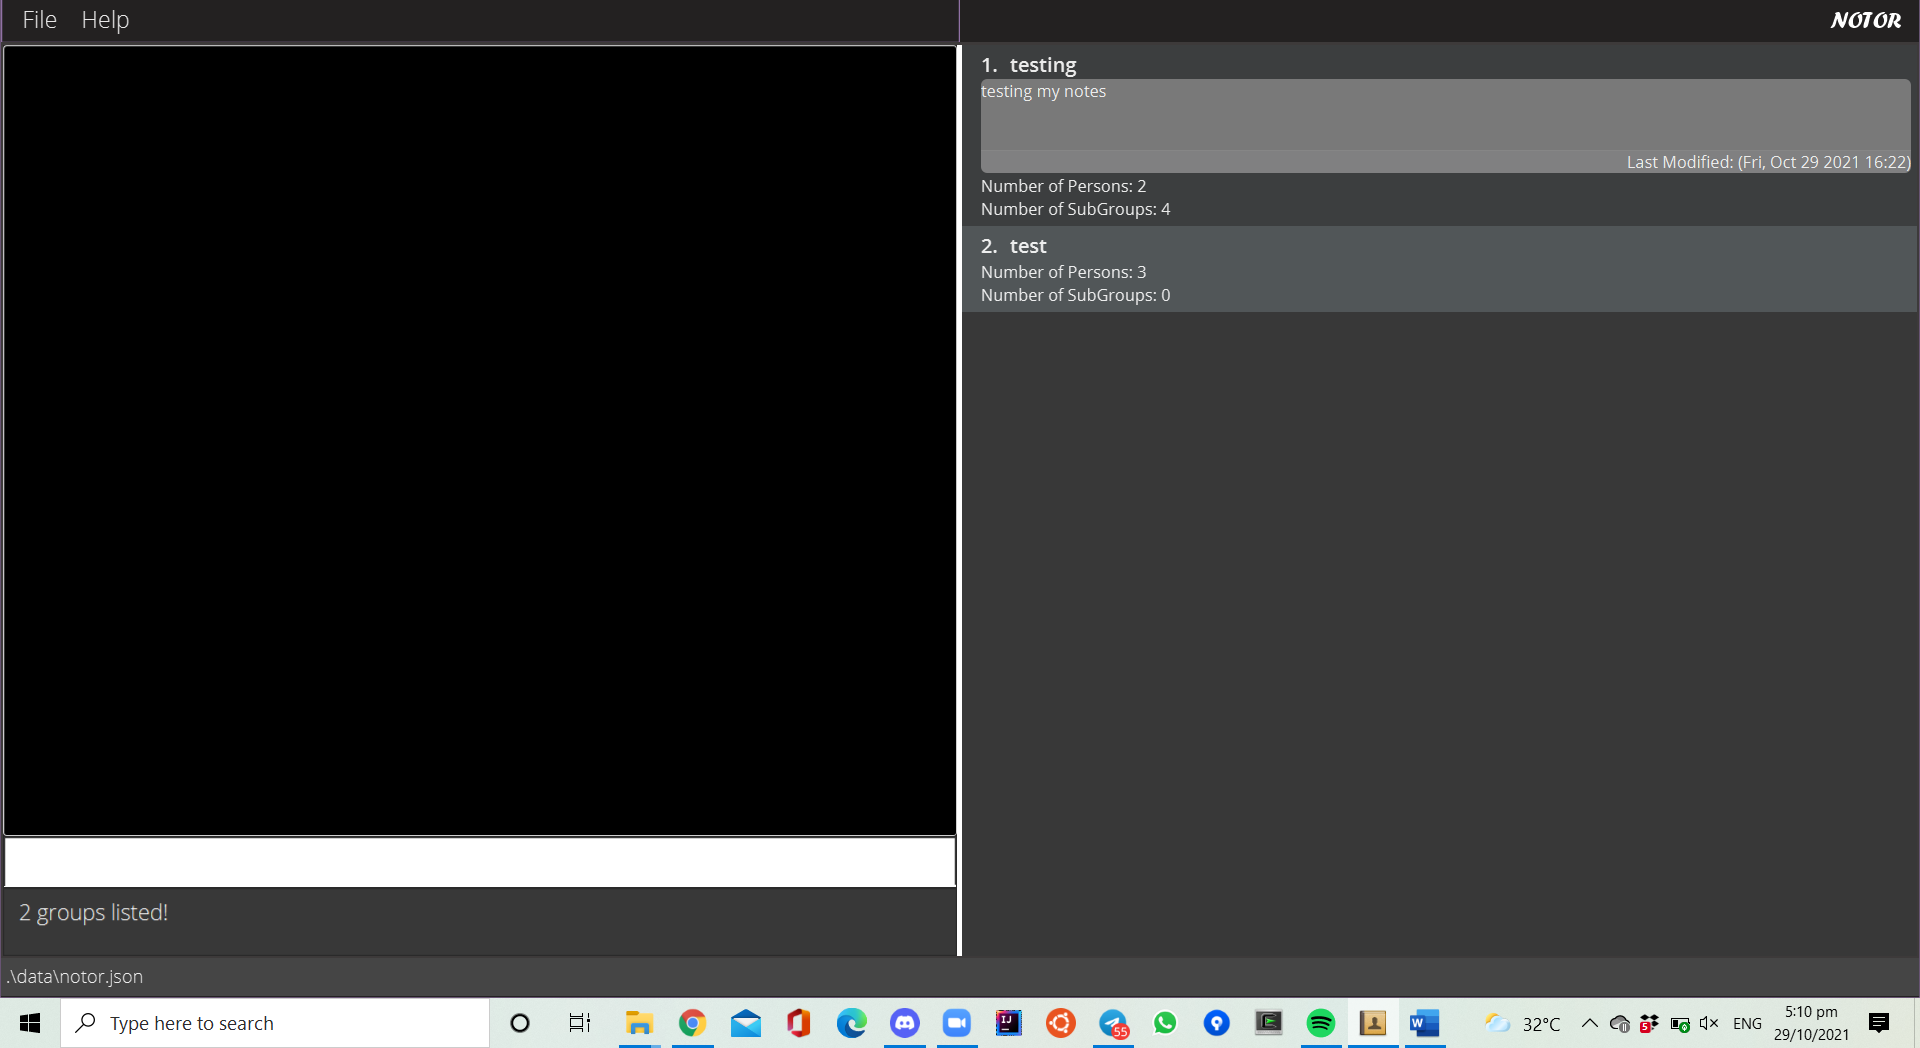 File Help
NOTOR
1. testing
testing my notes
Last Modified: (Fri, Oct 29 2021 16:22)
Number of Persons: 2
Number of SubGroups: 4
2. test
Number of Persons: 3
Number of SubGroups: 0
2 groups listed!
.\data\notor.json
Type here to search
IJ
55
W
32°C
5
ENG
5:10 pm
29/10/2021